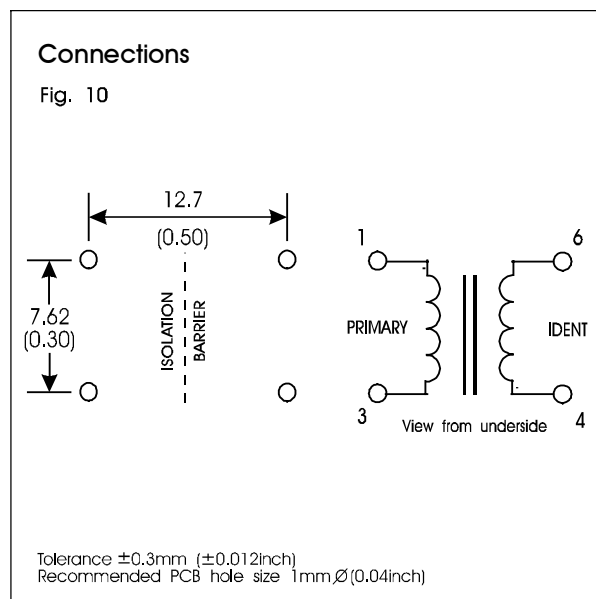 Connections
Fig. 10
12.7
(0.50)
7.62
(0.30)
ISOLATION
BARRIER
1
6
PRIMARY
IDENT
3
4
View from underside
Tolerance ±0.3mm (±0.012inch)
Recommended PCB hole size 1mmØ(0.04inch)